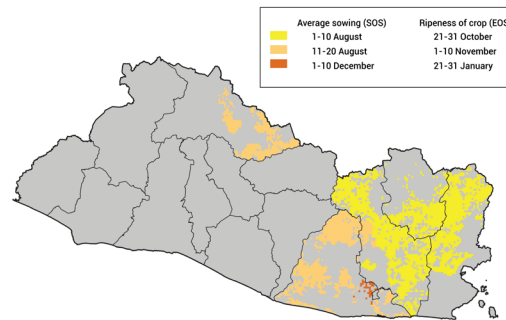 Average sowing (SOS) Ripeness of crop (EOS
1-10 August 21-31 October
11-20 August 1-10 November
1-10 December 21-31 January